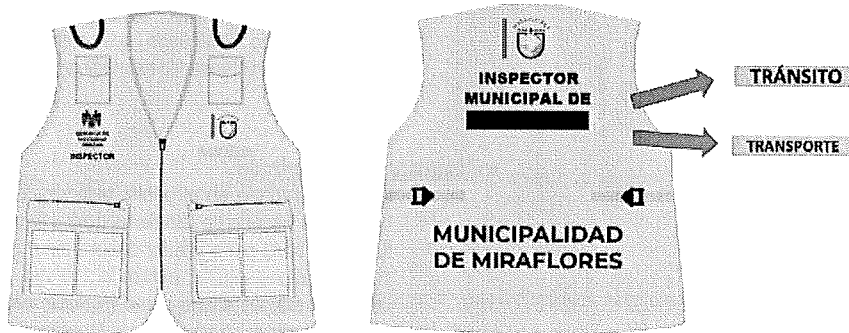 INSPECTOR
INSPECTOR
MUNICIPAL DE
MUNICIPALIDAD
DE MIRAFLORES
TRÁNSITO
TRANSPORTE